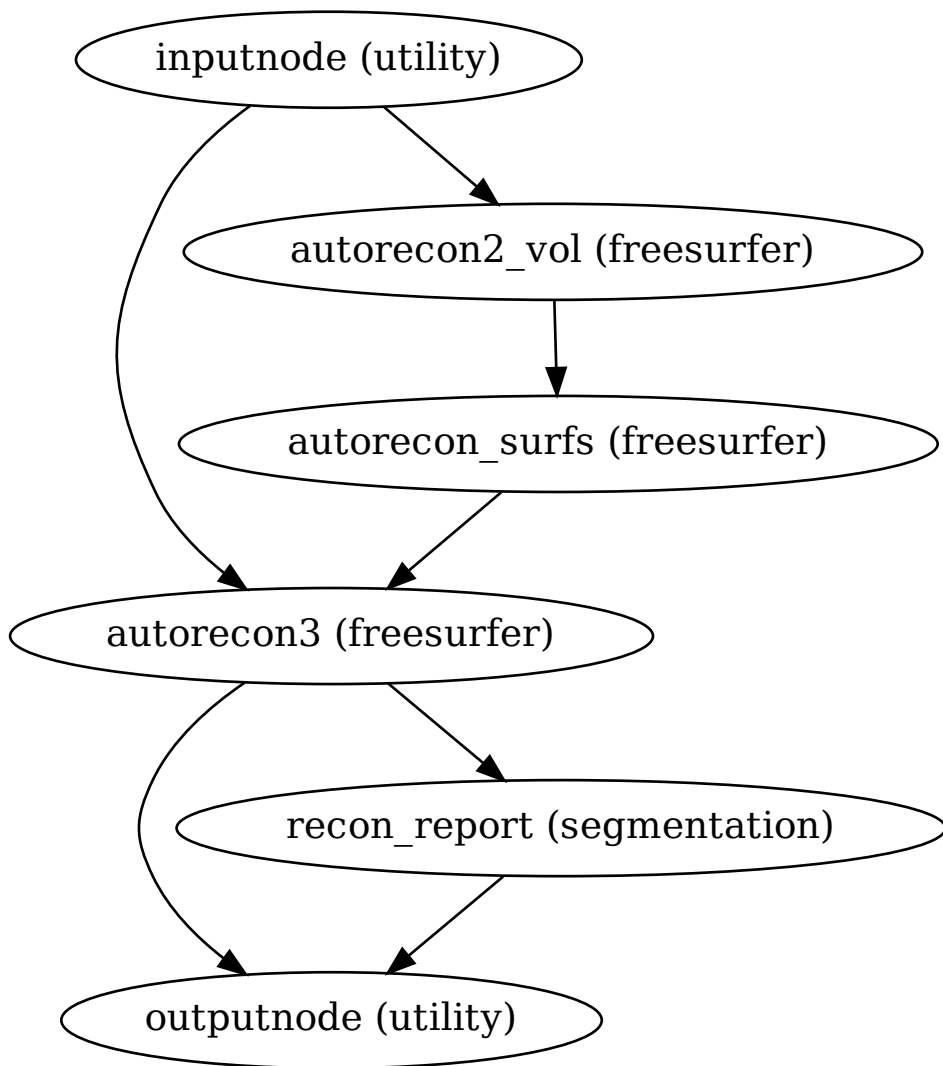 inputnode (utility)
autorecon2_vol (freesurfer)
autorecon_surfs (freesurfer)
autorecon3 (freesurfer)
recon_report (segmentation)
outputnode (utility)